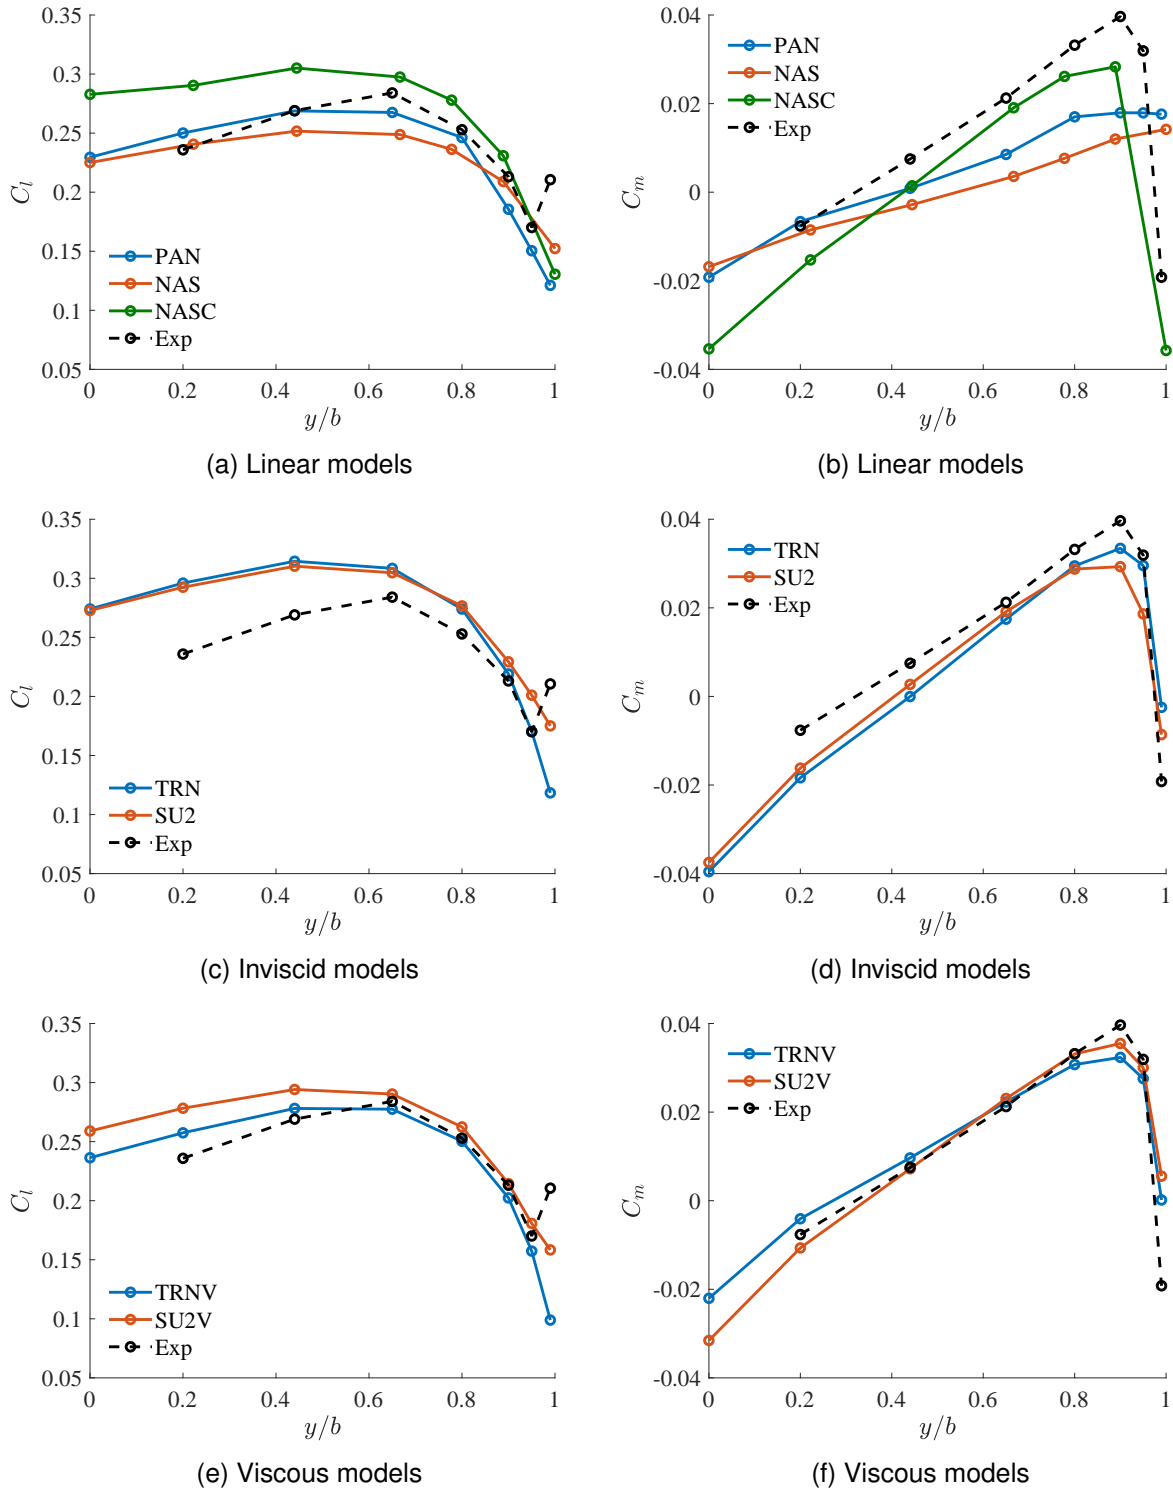 0.35
0.3
0.25
0.2
0.15
0.1
0.05
C_l
PAN
NAS
NASC
Exp
0 0.2 0.4 0.6 0.8 1
y/b
(a) Linear models
0.04
0.02
0
-0.02
-0.04
C_m
PAN
NAS
NASC
Exp
0 0.2 0.4 0.6 0.8 1
y/b
(b) Linear models
0.35
0.3
0.25
0.2
0.15
0.1
0.05
C_l
TRN
SU2
Exp
0 0.2 0.4 0.6 0.8 1
y/b
(c) Inviscid models
0.04
0.02
0
-0.02
-0.04
C_m
TRN
SU2
Exp
0 0.2 0.4 0.6 0.8 1
y/b
(d) Inviscid models
0.35
0.3
0.25
0.2
0.15
0.1
0.05
C_l
TRNV
SU2V
Exp
0 0.2 0.4 0.6 0.8 1
y/b
(e) Viscous models
0.04
0.02
0
-0.02
-0.04
C_m
TRNV
SU2V
Exp
0 0.2 0.4 0.6 0.8 1
y/b
(f) Viscous models